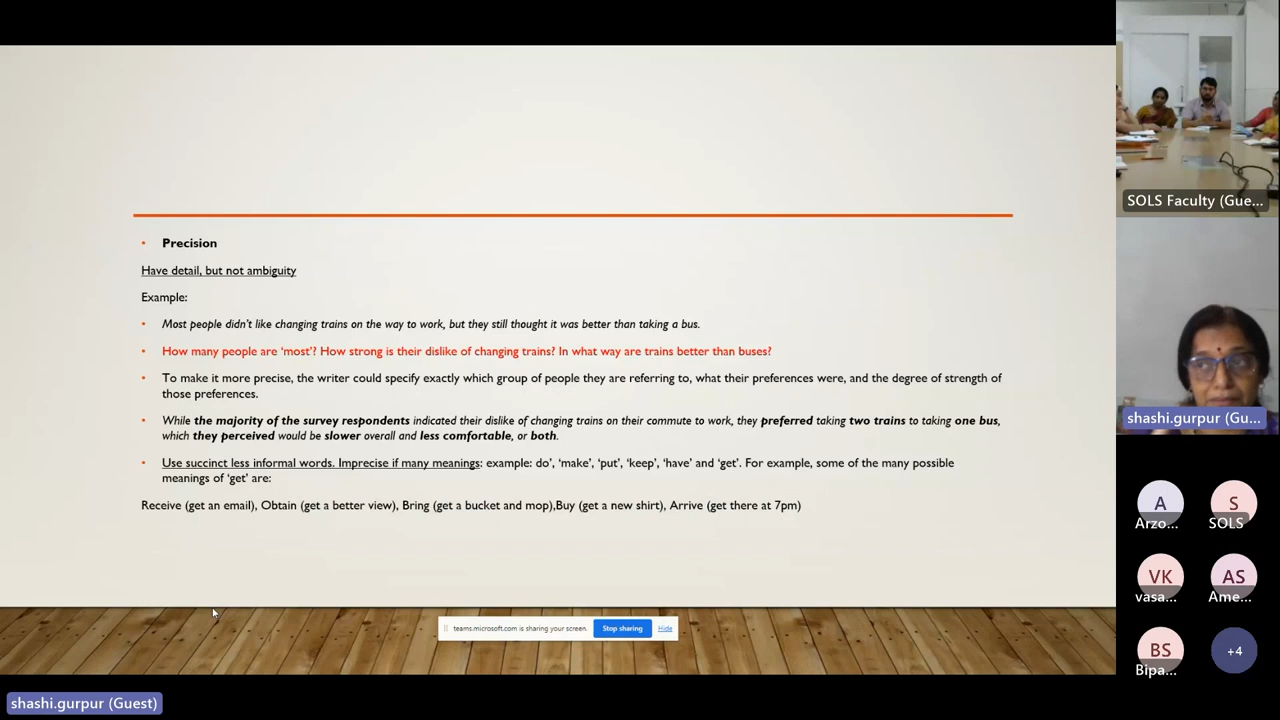 Precision
Have detail, but not ambiguity
Example:
Most people didn't like changing trains on the way to work, but they still thought it was better than taking a bus.
How many people are 'most'? How strong is their dislike of changing trains? In what way are trains better than buses?
To make it more precise, the writer could specify exactly which group of people they are referring to, what their preferences were, and the degree of strength of
those preferences.
While the majority of the survey respondents indicated their dislike of changing trains on their commute to work, they preferred taking two trains to taking one bus,
which they perceived would be slower overall and less comfortable, or both.
Use succinct less informal words. Imprecise if many meanings: example: do', 'make', 'put', 'keep', 'have' and 'get'. For example, some of the many possible
meanings of 'get' are:
Receive (get an email), Obtain (get a better view), Bring (get a bucket and mop),Buy (get a new shirt), Arrive (get there at 7pm)
teams.microsoft.com is sharing your screen.
Stop sharing
Hide
shashi.gurpur (Guest)
SOLS Faculty (Gue...
shashi.gurpur (Gu...
A
Arzo...
S
SOLS
VK
vasa...
AS
Ame...
BS
Bipa...
+4